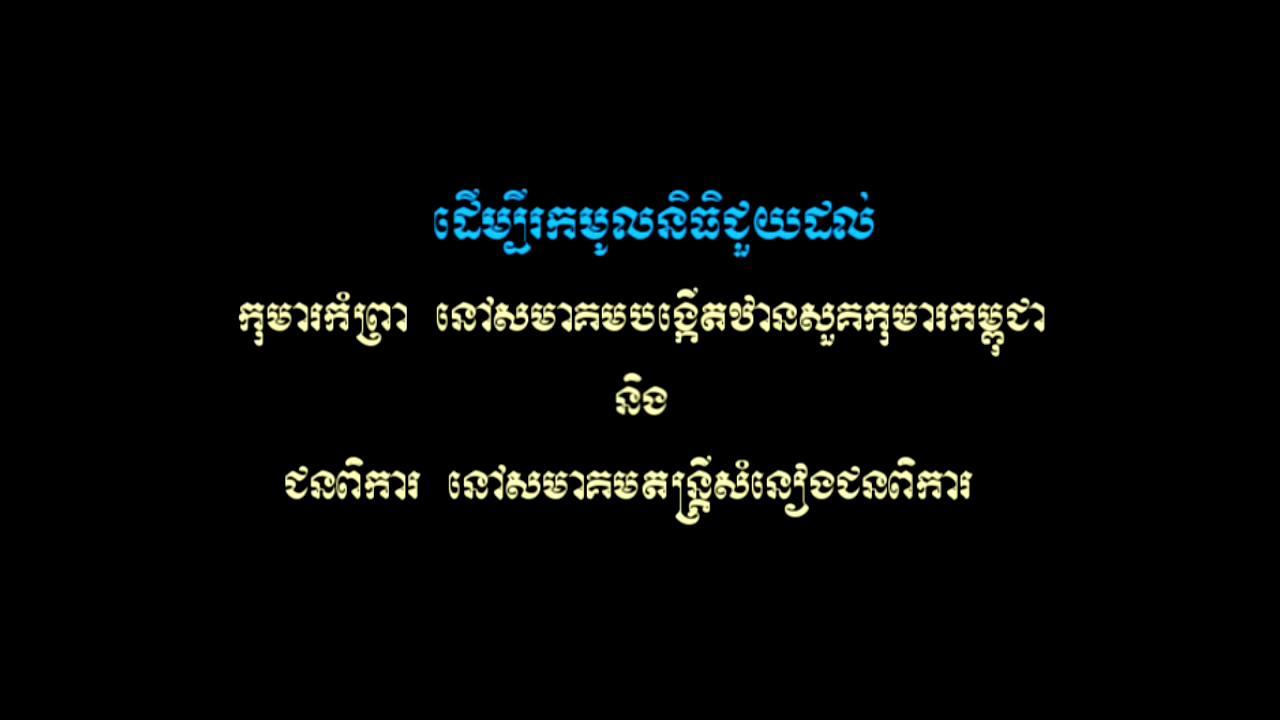 ដើម្បីរកមូលនិធិជួយដល់
កុមារកំព្រា នៅសមាគមបង្កើតឋានសួគកុមារកម្ពុជា
និង
ជនពិការ នៅសមាគមតន្ត្រីសំនៀងជនពិការ